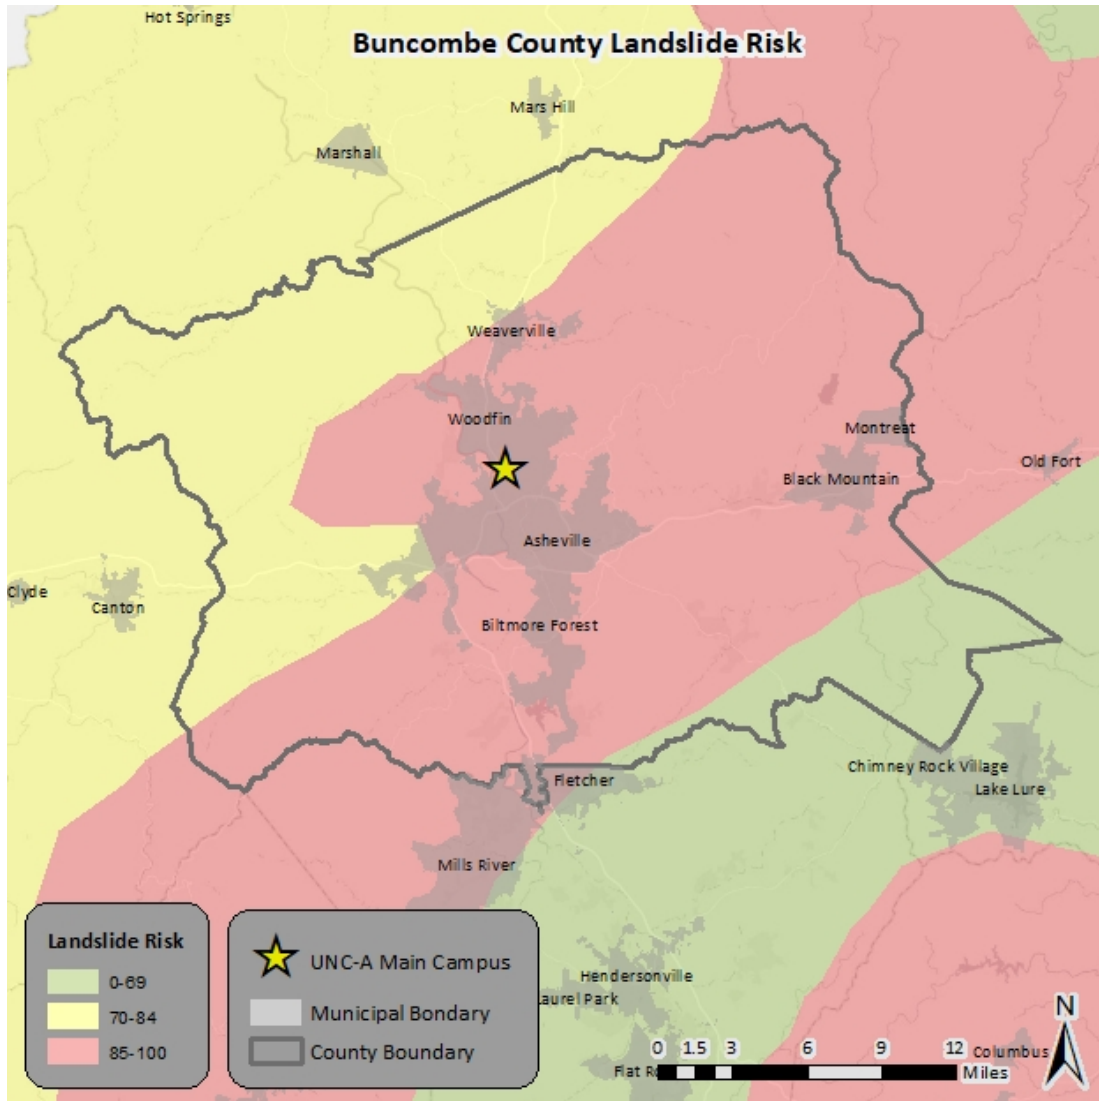 Hot Springs
Buncombe County Landslide Risk
Mars Hill
Marshall
Weaverville
Woodfin
Montreat
Old Fort
Black Mountain
Asheville
Clyde
Canton
Biltmore Forest
Chimney Rock Village
Fletcher
Lake Lure
Mills River
Landslide Risk
0-69
70-84
85-100
UNC-A Main Campus
Municipal Bondary
County Boundary
Hendersonville
Laurel Park
N
0 1.5 3 6 9 12
Columbus
Miles
Flat